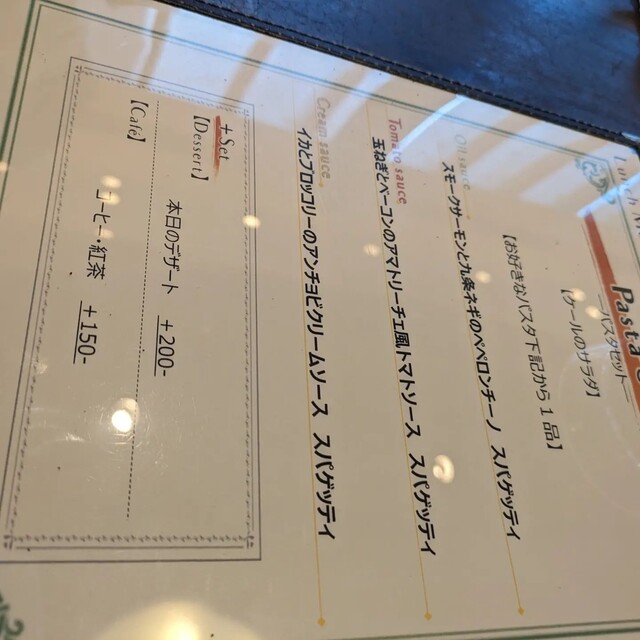 Pasta
ーパスタセットー
【ケールのサラダ】
【お好きなパスタ下記から1品】
Oil sauce
スモークサーモンと九条ネギのペペロンチーノ スパゲッティ
Tomato sauce
玉ねぎとベーコンのアマトリーチェ風トマトソース スパゲッティ
Cream sauce
イカとブロッコリーのアンチョビクリームソース スパゲッティ
+Set
【Dessert】 本日のデザート +200-
【Café】 コーヒー・紅茶 +150-